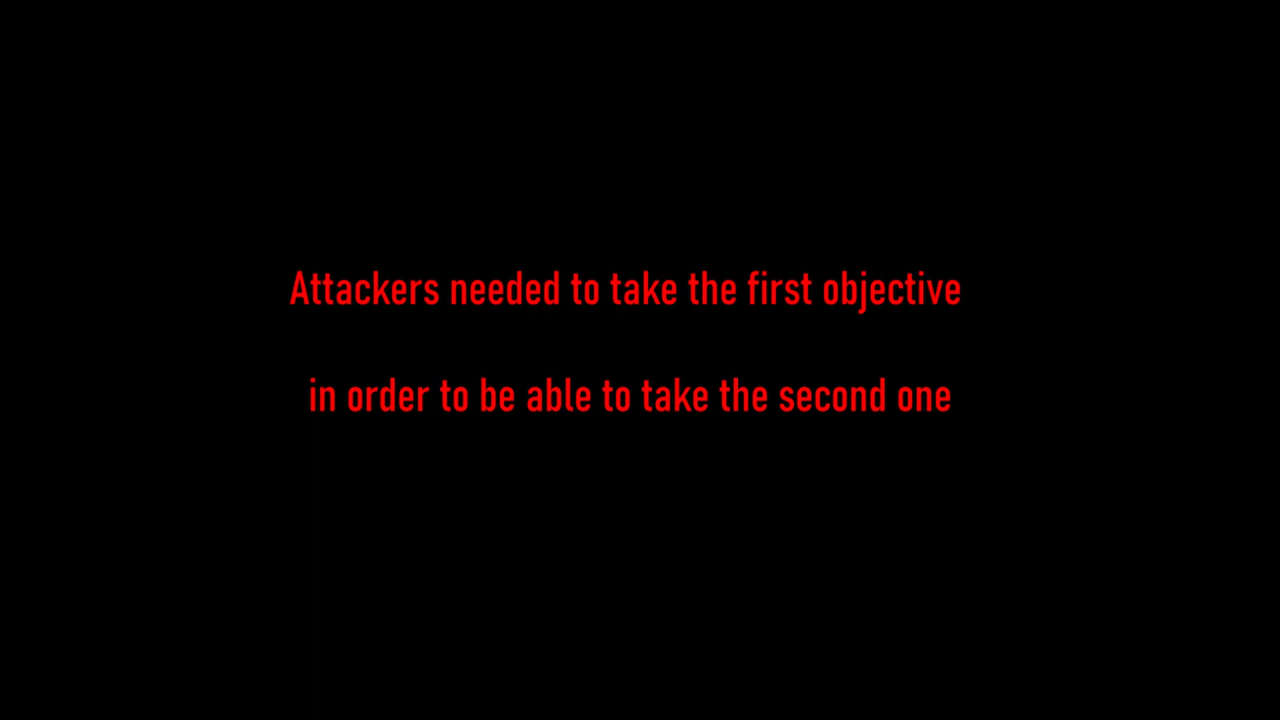 Attackers needed to take the first objective
in order to be able to take the second one